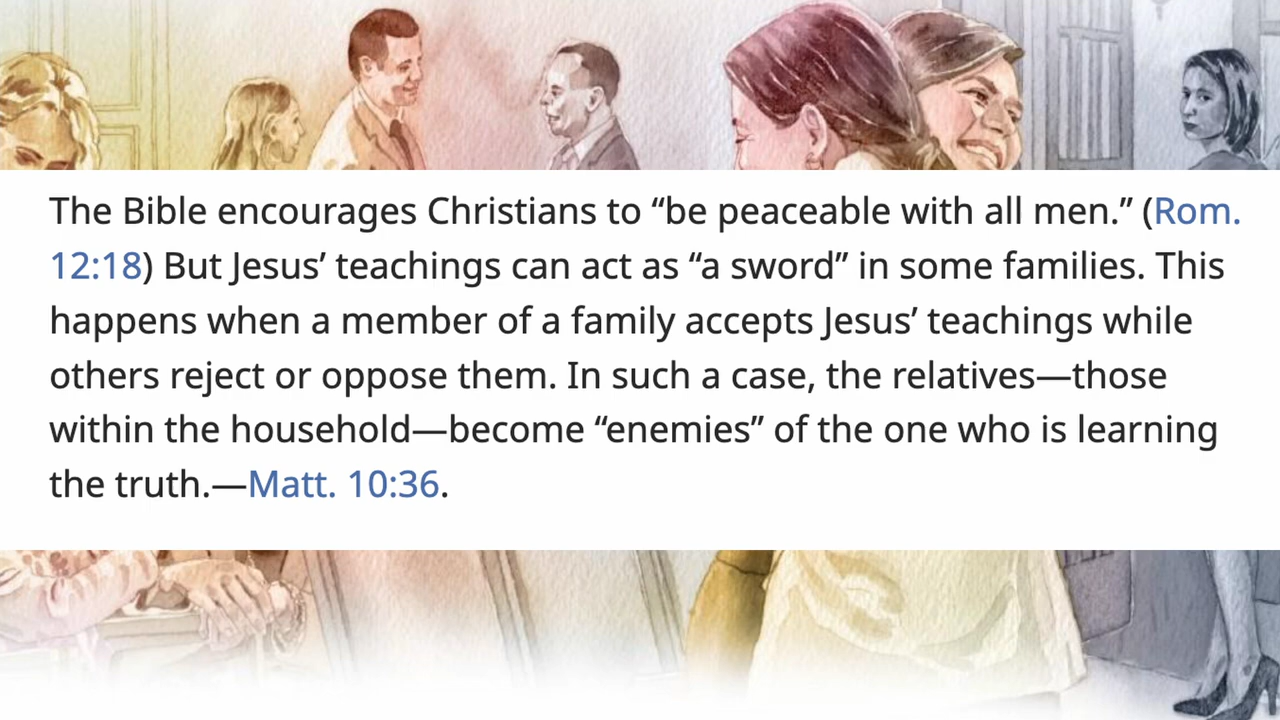 The Bible encourages Christians to “be peaceable with all men.” (Rom.
12:18) But Jesus’ teachings can act as “a sword” in some families. This
happens when a member of a family accepts Jesus’ teachings while
others reject or oppose them. In such a case, the relatives—those
within the household—become “enemies” of the one who is learning
the truth.—Matt. 10:36.